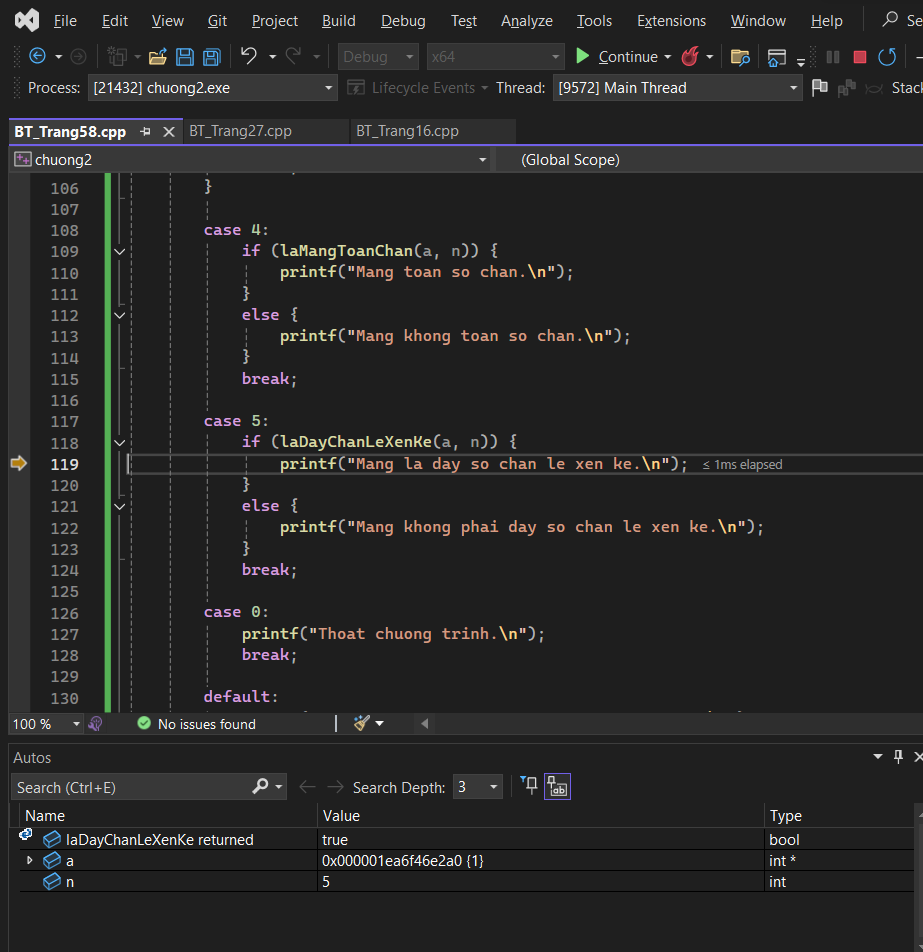 File Edit View Git Project Build Debug Test Analyze Tools Extensions Window Help Se
Debug x64 Continue
Process: [21432] chuong2.exe Lifecycle Events Thread: [9572] Main Thread Stack
BT_Trang58.cpp BT_Trang27.cpp BT_Trang16.cpp
chuong2 (Global Scope)
106 }
107
108 case 4:
109 if (laMangToanChan(a, n)) {
110 printf("Mang toan so chan.\n");
111 }
112 else {
113 printf("Mang khong toan so chan.\n");
114 }
115 break;
116
117 case 5:
118 if (laDayChanLeXenKe(a, n)) {
119 printf("Mang la day so chan le xen ke.\n"); ≤ 1ms elapsed
120 }
121 else {
122 printf("Mang khong phai day so chan le xen ke.\n");
123 }
124 break;
125
126 case 0:
127 printf("Thoat chuong trinh.\n");
128 break;
129
130 default:
100 % No issues found
Autos
Search (Ctrl+E) Search Depth: 3
Name Value Type
laDayChanLeXenKe returned true bool
a 0x000001ea6f46e2a0 {1} int *
n 5 int